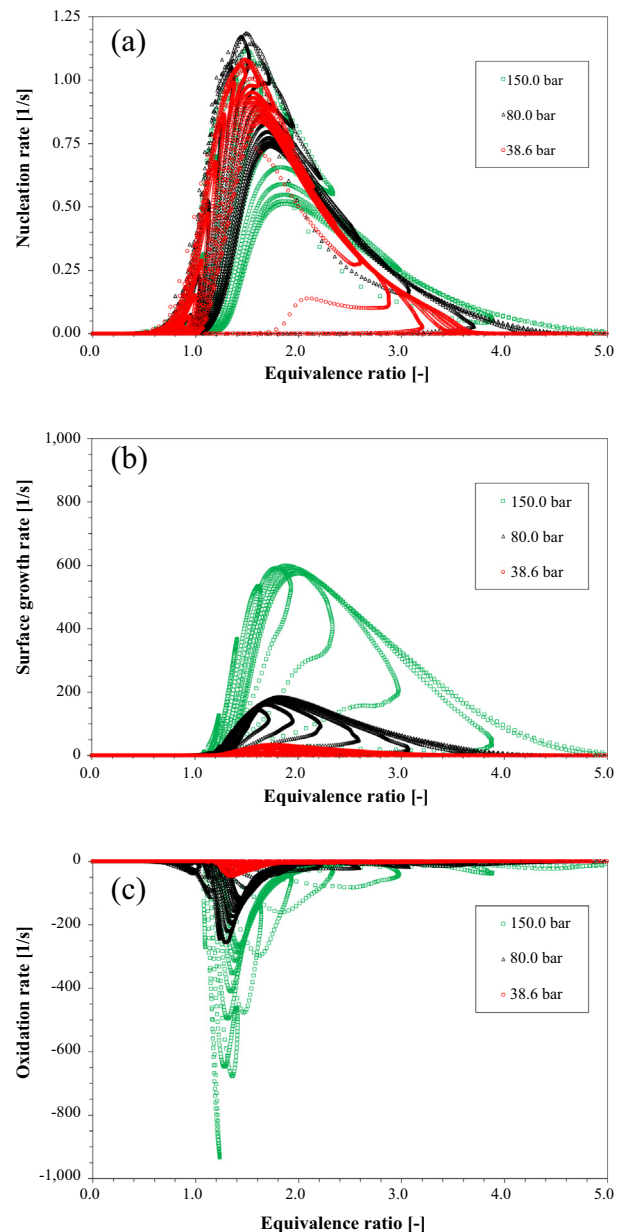 (a)
1.25
1.00
0.75
0.50
0.25
0.00
Nucleation rate [1/s]
150.0 bar
80.0 bar
38.6 bar
0.0 1.0 2.0 3.0 4.0 5.0
Equivalence ratio [-]
(b)
1,000
800
600
400
200
0
Surface growth rate [1/s]
150.0 bar
80.0 bar
38.6 bar
0.0 1.0 2.0 3.0 4.0 5.0
Equivalence ratio [-]
(c)
0
-200
-400
-600
-800
-1,000
Oxidation rate [1/s]
150.0 bar
80.0 bar
38.6 bar
0.0 1.0 2.0 3.0 4.0 5.0
Equivalence ratio [-]